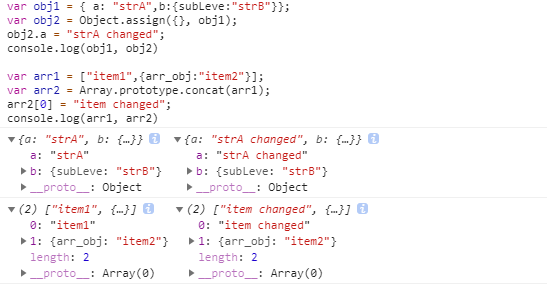 var obj1 = { a: "strA",b:{subLeve:"strB"}};
var obj2 = Object.assign({}, obj1);
obj2.a = "strA changed";
console.log(obj1, obj2)
var arr1 = ["item1",{arr_obj:"item2"}];
var arr2 = Array.prototype.concat(arr1);
arr2[0] = "item changed";
console.log(arr1, arr2)
▼{a: "strA", b: {…}} i ▼{a: "strA changed", b: {…}} i
a: "strA" a: "strA changed"
▶b: {subLeve: "strB"} ▶b: {subLeve: "strB"}
▶__proto__: Object ▶__proto__: Object
▼(2) ["item1", {…}] i ▼(2) ["item changed", {…}] i
0: "item1" 0: "item changed"
▶1: {arr_obj: "item2"} ▶1: {arr_obj: "item2"}
length: 2 length: 2
▶__proto__: Array(0) ▶__proto__: Array(0)